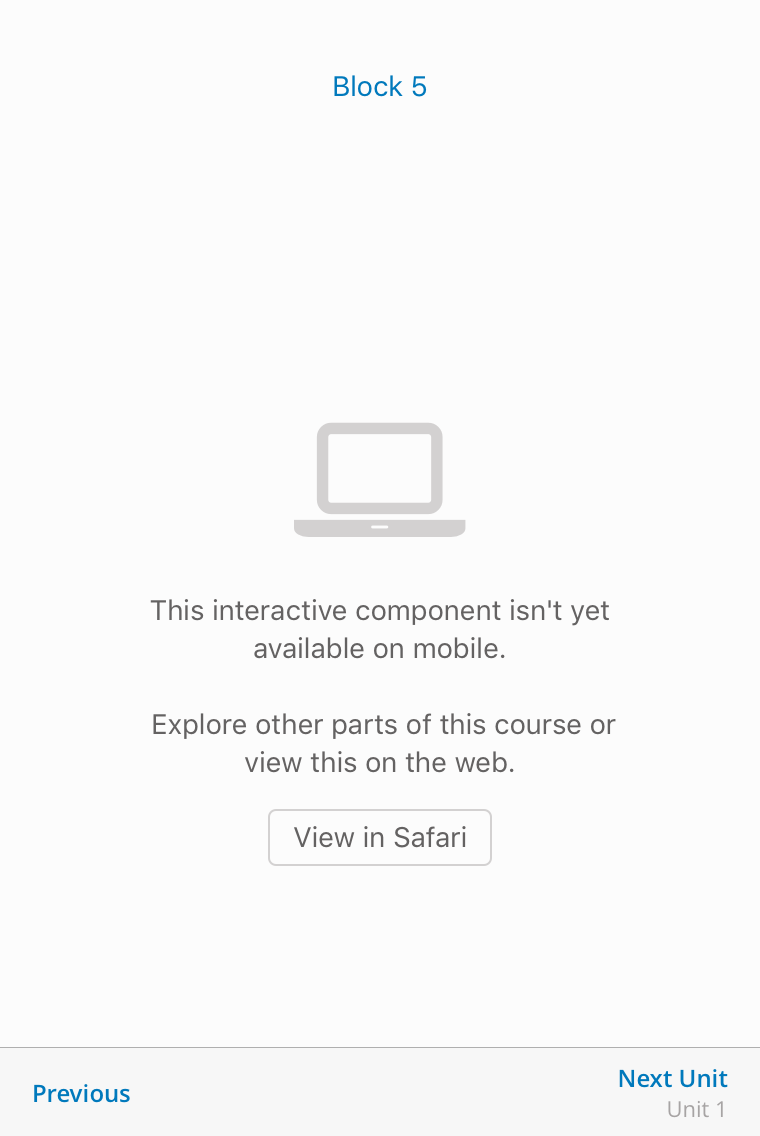 Block 5
This interactive component isn't yet
available on mobile.
Explore other parts of this course or
view this on the web.
View in Safari
Previous
Next Unit
Unit 1